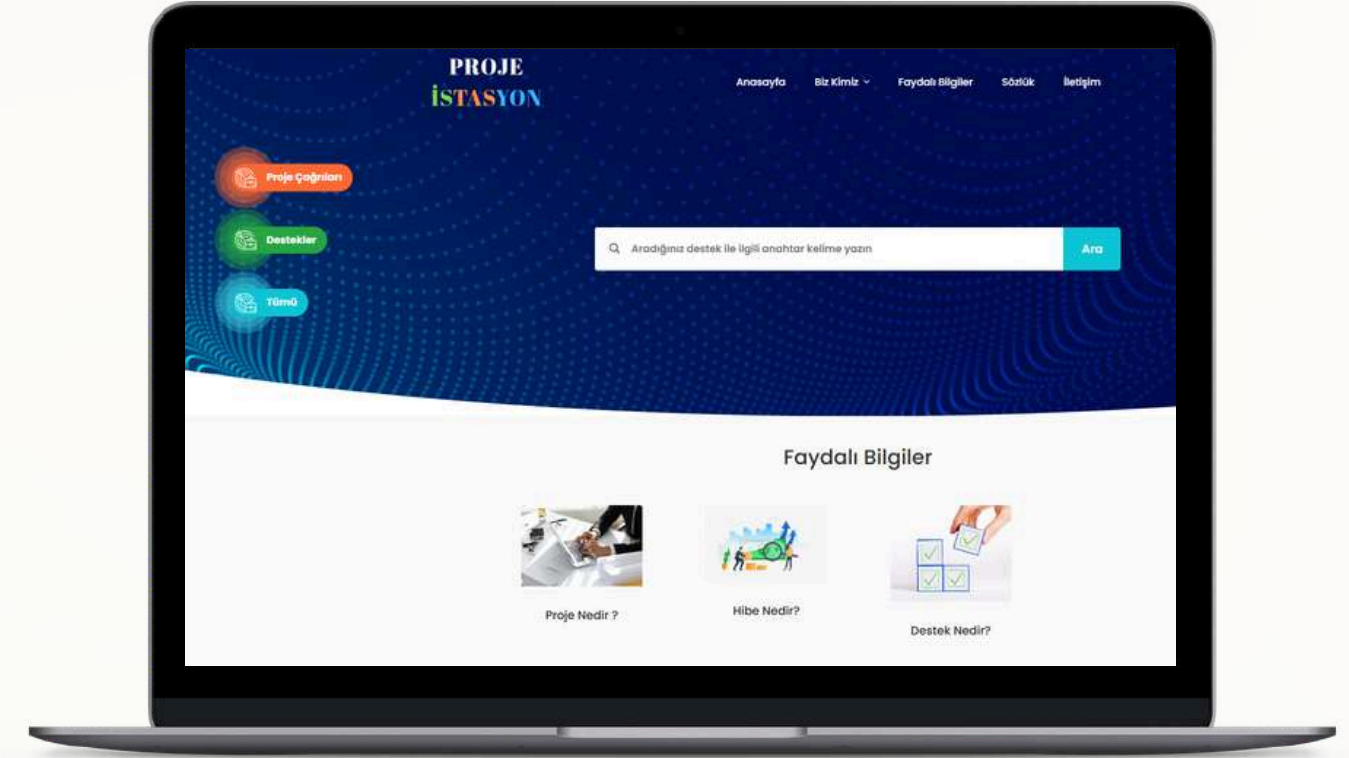 PROJE
İSTASYON
Anasayfa
Biz Kimiz
Faydalı Bilgiler
Sözlük
İletişim
Proje Çağrıları
Destekler
Tümü
Aradığınız destek ile ilgili anahtar kelime yazın
Ara
Faydalı Bilgiler
Proje Nedir ?
Hibe Nedir?
Destek Nedir?